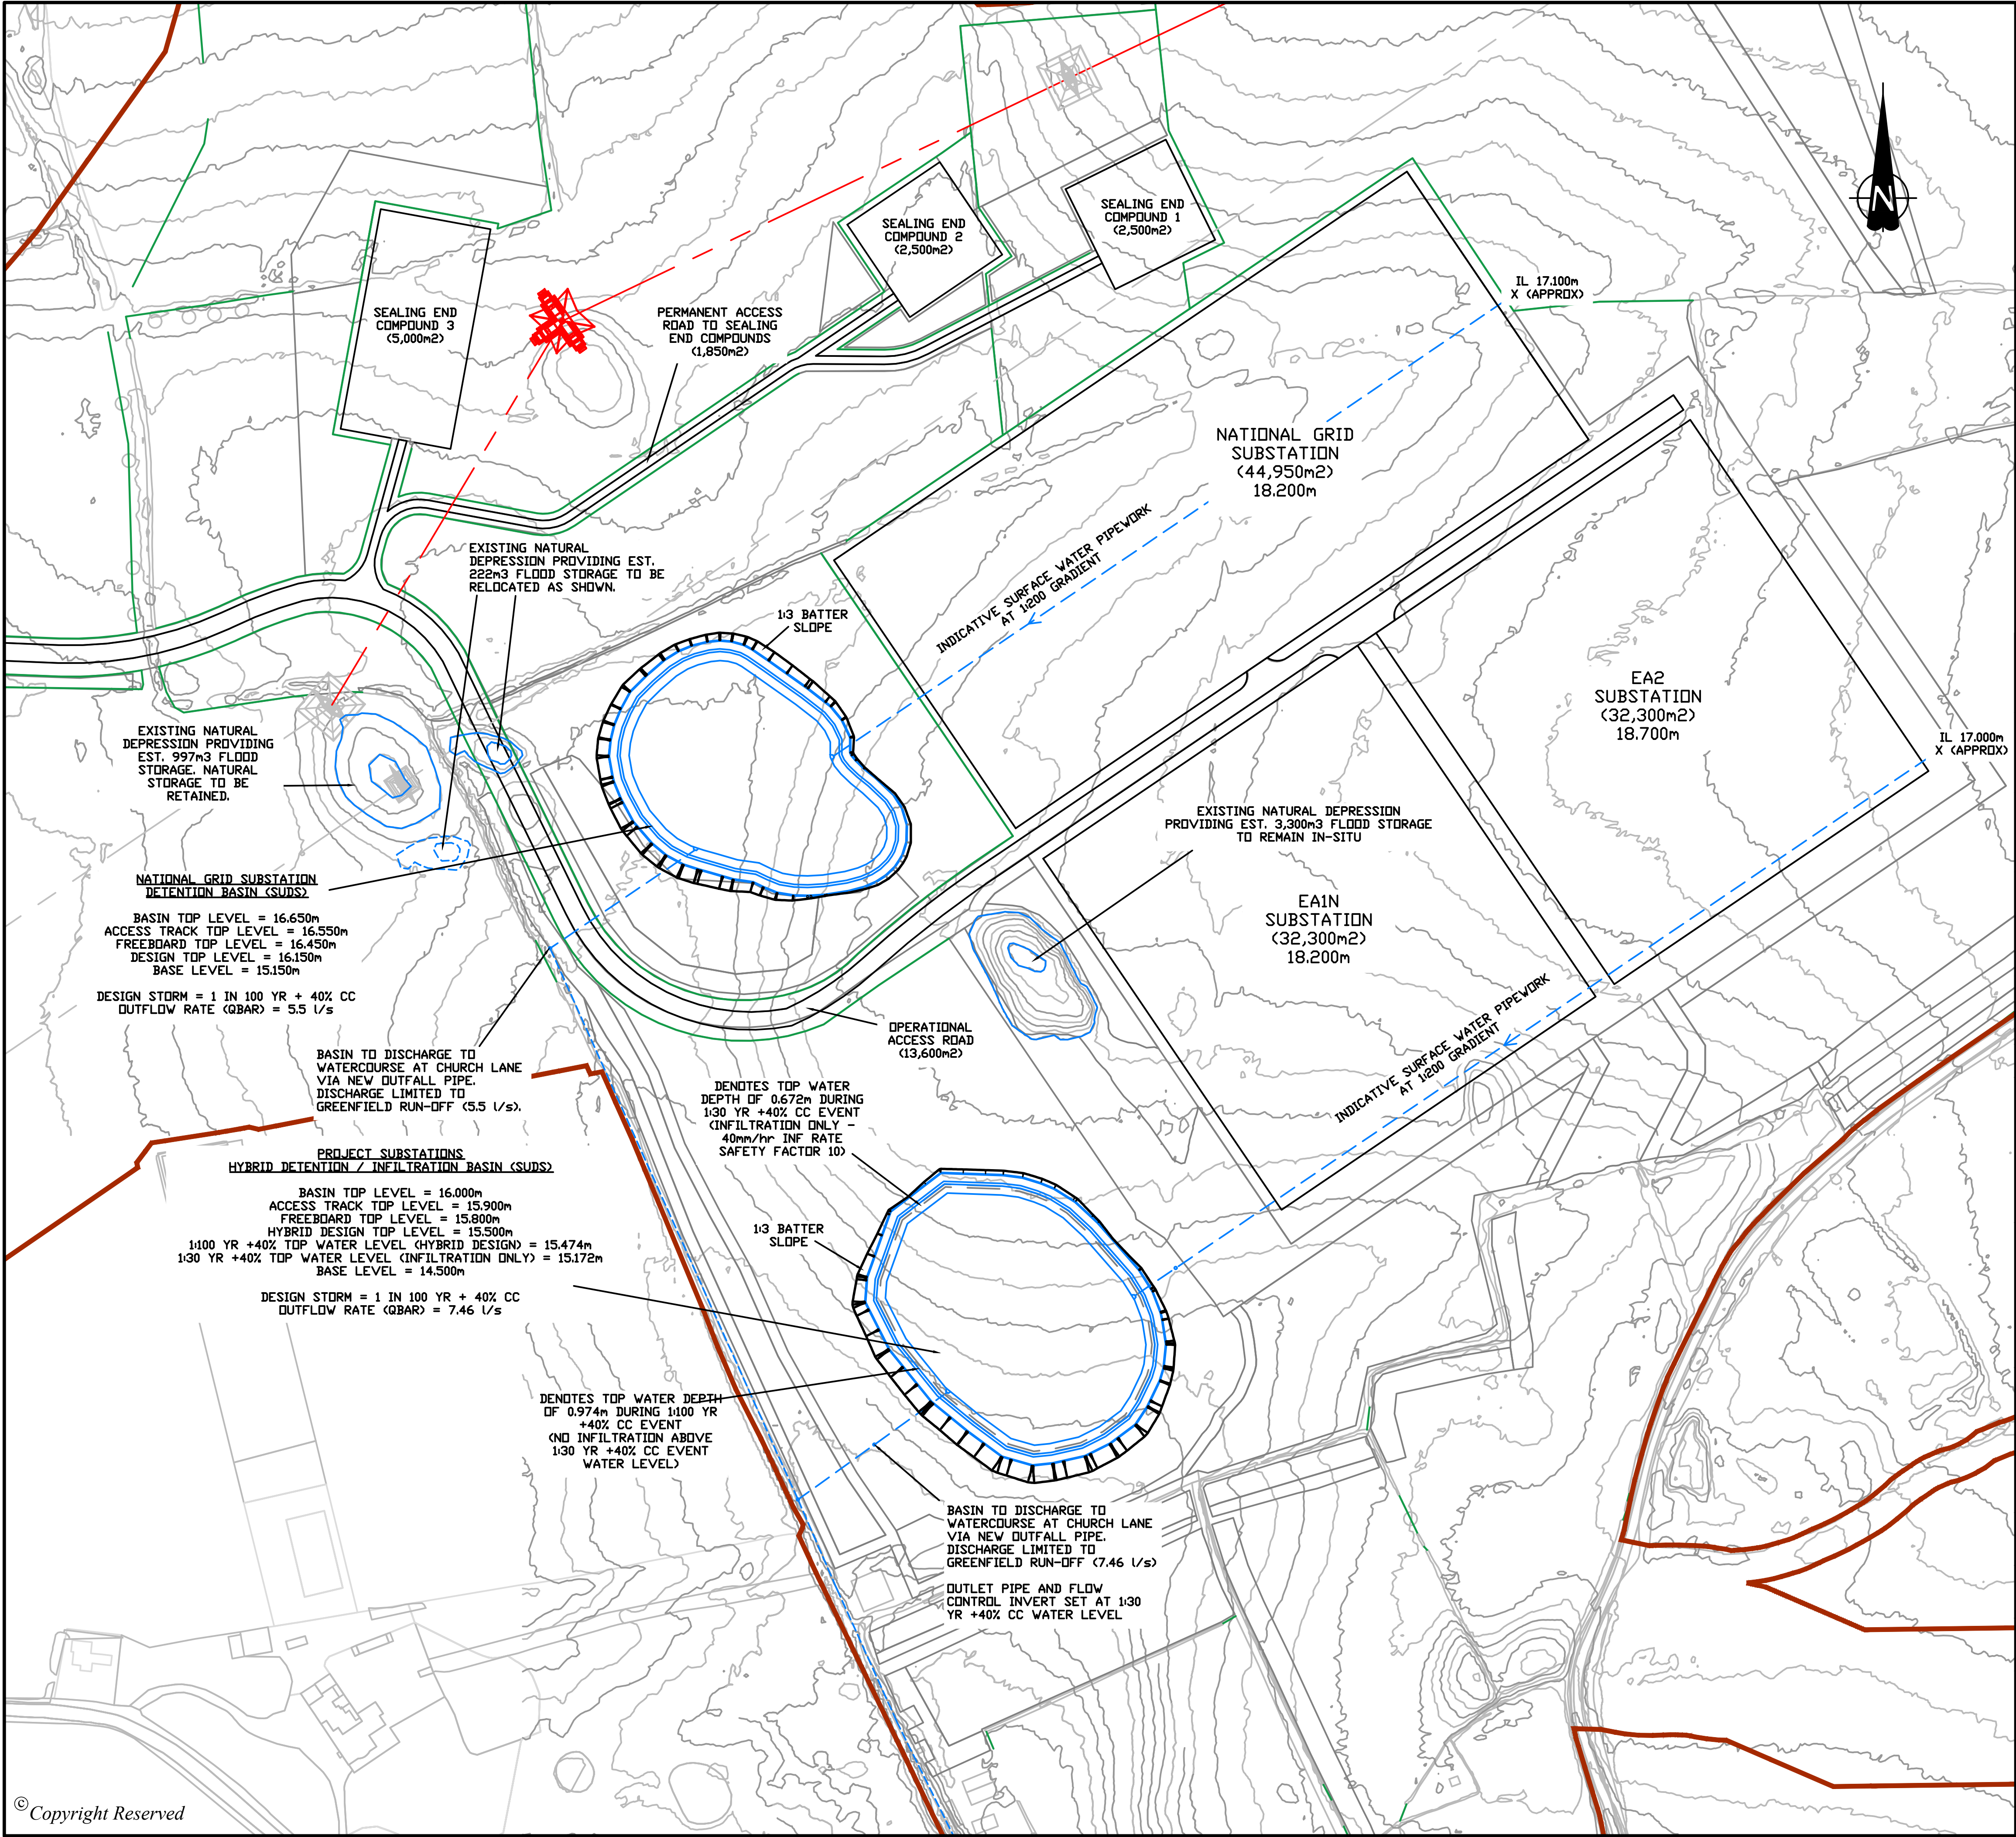 N
SEALING END
COMPOUND 1
(2,500m2)
SEALING END
COMPOUND 2
(2,500m2)
SEALING END
COMPOUND 3
(5,000m2)
PERMANENT ACCESS
ROAD TO SEALING
END COMPOUNDS
(1,850m2)
IL 17.100m
X (APPROX)
NATIONAL GRID
SUBSTATION
(44,950m2)
18.200m
INDICATIVE SURFACE WATER PIPEWORK
AT 1:200 GRADIENT
EXISTING NATURAL
DEPRESSION PROVIDING EST.
222m3 FLOOD STORAGE TO BE
RELOCATED AS SHOWN.
1:3 BATTER
SLOPE
EA2
SUBSTATION
(32,300m2)
18.700m
IL 17.000m
X (APPROX)
EXISTING NATURAL
DEPRESSION PROVIDING
EST. 997m3 FLOOD
STORAGE. NATURAL
STORAGE TO BE
RETAINED.
EXISTING NATURAL DEPRESSION
PROVIDING EST. 3,300m3 FLOOD STORAGE
TO REMAIN IN-SITU
NATIONAL GRID SUBSTATION
DETENTION BASIN (SUDS)
BASIN TOP LEVEL = 16.650m
ACCESS TRACK TOP LEVEL = 16.550m
FREEBOARD TOP LEVEL = 16.450m
DESIGN TOP LEVEL = 16.150m
BASE LEVEL = 15.150m
DESIGN STORM = 1 IN 100 YR + 40% CC
OUTFLOW RATE (QBAR) = 5.5 l/s
EA1N
SUBSTATION
(32,300m2)
18.200m
INDICATIVE SURFACE WATER PIPEWORK
AT 1:200 GRADIENT
OPERATIONAL
ACCESS ROAD
(13,600m2)
BASIN TO DISCHARGE TO
WATERCOURSE AT CHURCH LANE
VIA NEW OUTFALL PIPE.
DISCHARGE LIMITED TO
GREENFIELD RUN-OFF (5.5 l/s).
DENOTES TOP WATER
DEPTH OF 0.672m DURING
1:30 YR +40% CC EVENT
(INFILTRATION ONLY -
40mm/hr INF RATE
SAFETY FACTOR 10)
PROJECT SUBSTATIONS
HYBRID DETENTION / INFILTRATION BASIN (SUDS)
BASIN TOP LEVEL = 16.000m
ACCESS TRACK TOP LEVEL = 15.900m
FREEBOARD TOP LEVEL = 15.800m
HYBRID DESIGN TOP LEVEL = 15.500m
1:100 YR +40% TOP WATER LEVEL (HYBRID DESIGN) = 15.474m
1:30 YR +40% TOP WATER LEVEL (INFILTRATION ONLY) = 15.172m
BASE LEVEL = 14.500m
DESIGN STORM = 1 IN 100 YR + 40% CC
OUTFLOW RATE (QBAR) = 7.46 l/s
1:3 BATTER
SLOPE
DENOTES TOP WATER DEPTH
OF 0.974m DURING 1:100 YR
+40% CC EVENT
(NO INFILTRATION ABOVE
1:30 YR +40% CC EVENT
WATER LEVEL)
BASIN TO DISCHARGE TO
WATERCOURSE AT CHURCH LANE
VIA NEW OUTFALL PIPE.
DISCHARGE LIMITED TO
GREENFIELD RUN-OFF (7.46 l/s)
OUTLET PIPE AND FLOW
CONTROL INVERT SET AT 1:30
YR +40% CC WATER LEVEL
© Copyright Reserved